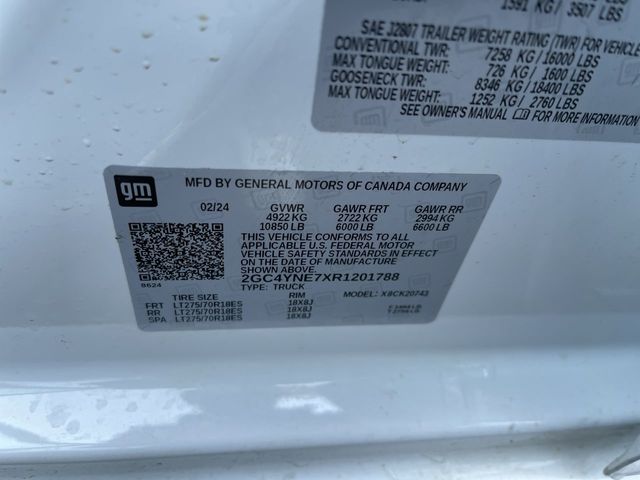 1591 KG / 3507 LBS
SAE J2807 TRAILER WEIGHT RATING (TWR) FOR VEHICLE
CONVENTIONAL TWR: 7258 KG / 16000 LBS
MAX TONGUE WEIGHT: 726 KG / 1600 LBS
GOOSENECK TWR: 8346 KG / 18400 LBS
MAX TONGUE WEIGHT: 1252 KG / 2760 LBS
SEE OWNER'S MANUAL FOR MORE INFORMATION
gm
MFD BY GENERAL MOTORS OF CANADA COMPANY
02/24 GVWR GAWR FRT GAWR RR
4922 KG 2722 KG 2994 KG
10850 LB 6000 LB 6600 LB
THIS VEHICLE CONFORMS TO ALL
APPLICABLE U.S. FEDERAL MOTOR
VEHICLE SAFETY STANDARDS IN EFFECT
ON THE DATE OF MANUFACTURE SHOWN ABOVE.
2GC4YNE7XR1201788
8624
TYPE: TRUCK
TIRE SIZE RIM MODEL: X8CK20743
FRT LT275/70R18ES 18X8J
RR LT275/70R18ES 18X8J
SPA LT275/70R18ES 18X8J